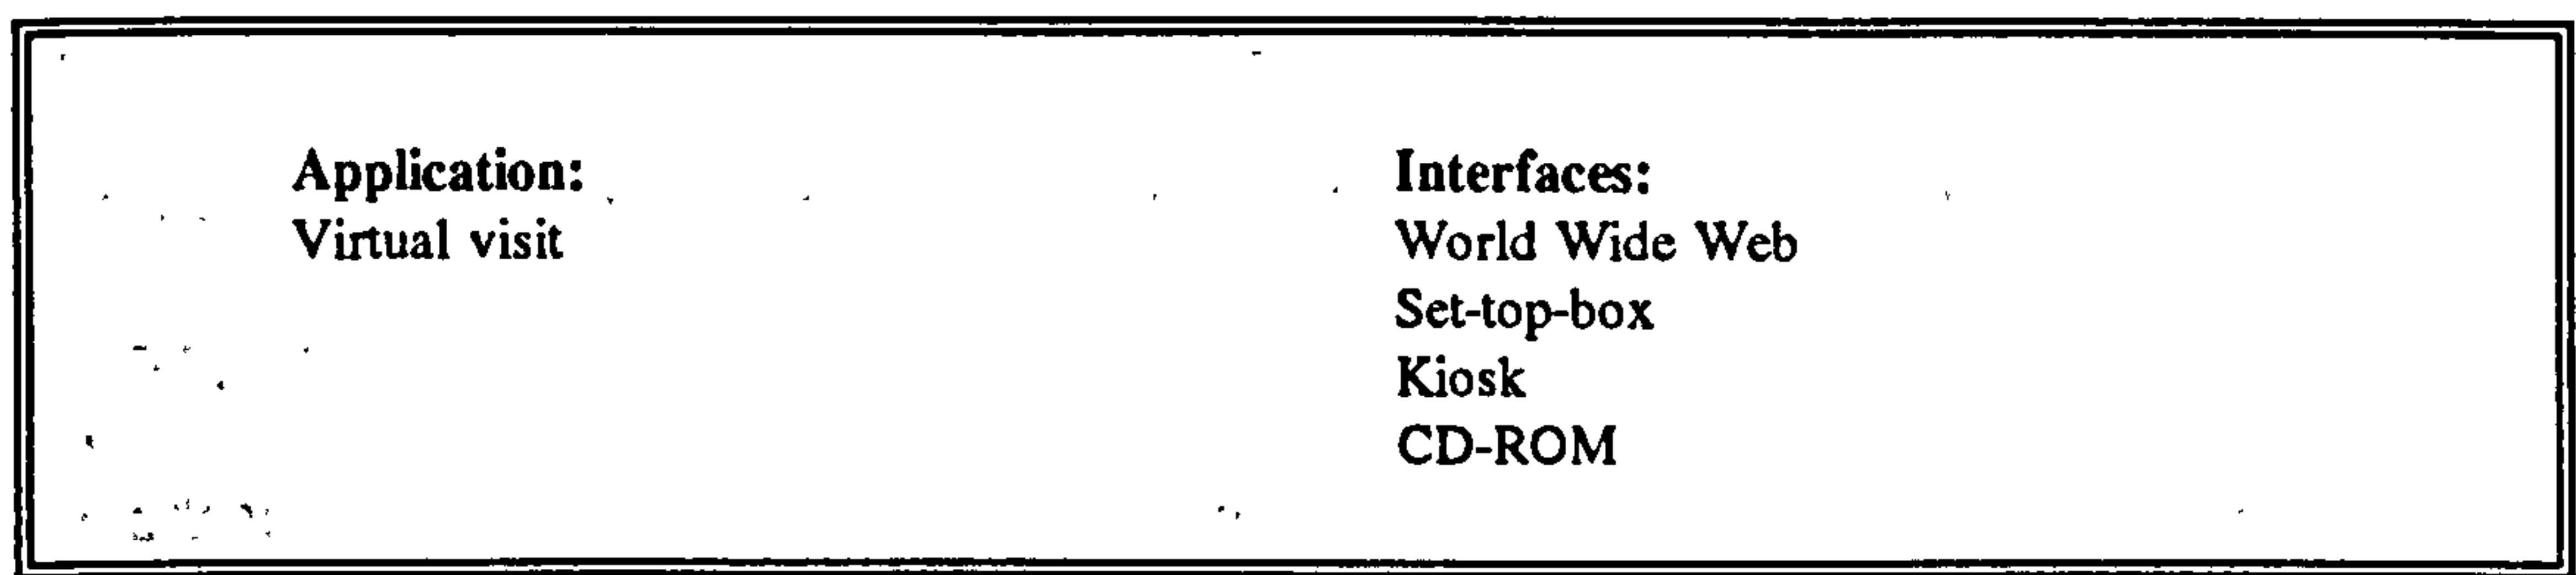 Application:
Virtual visit
Interfaces:
World Wide Web
Set-top-box
Kiosk
CD-ROM